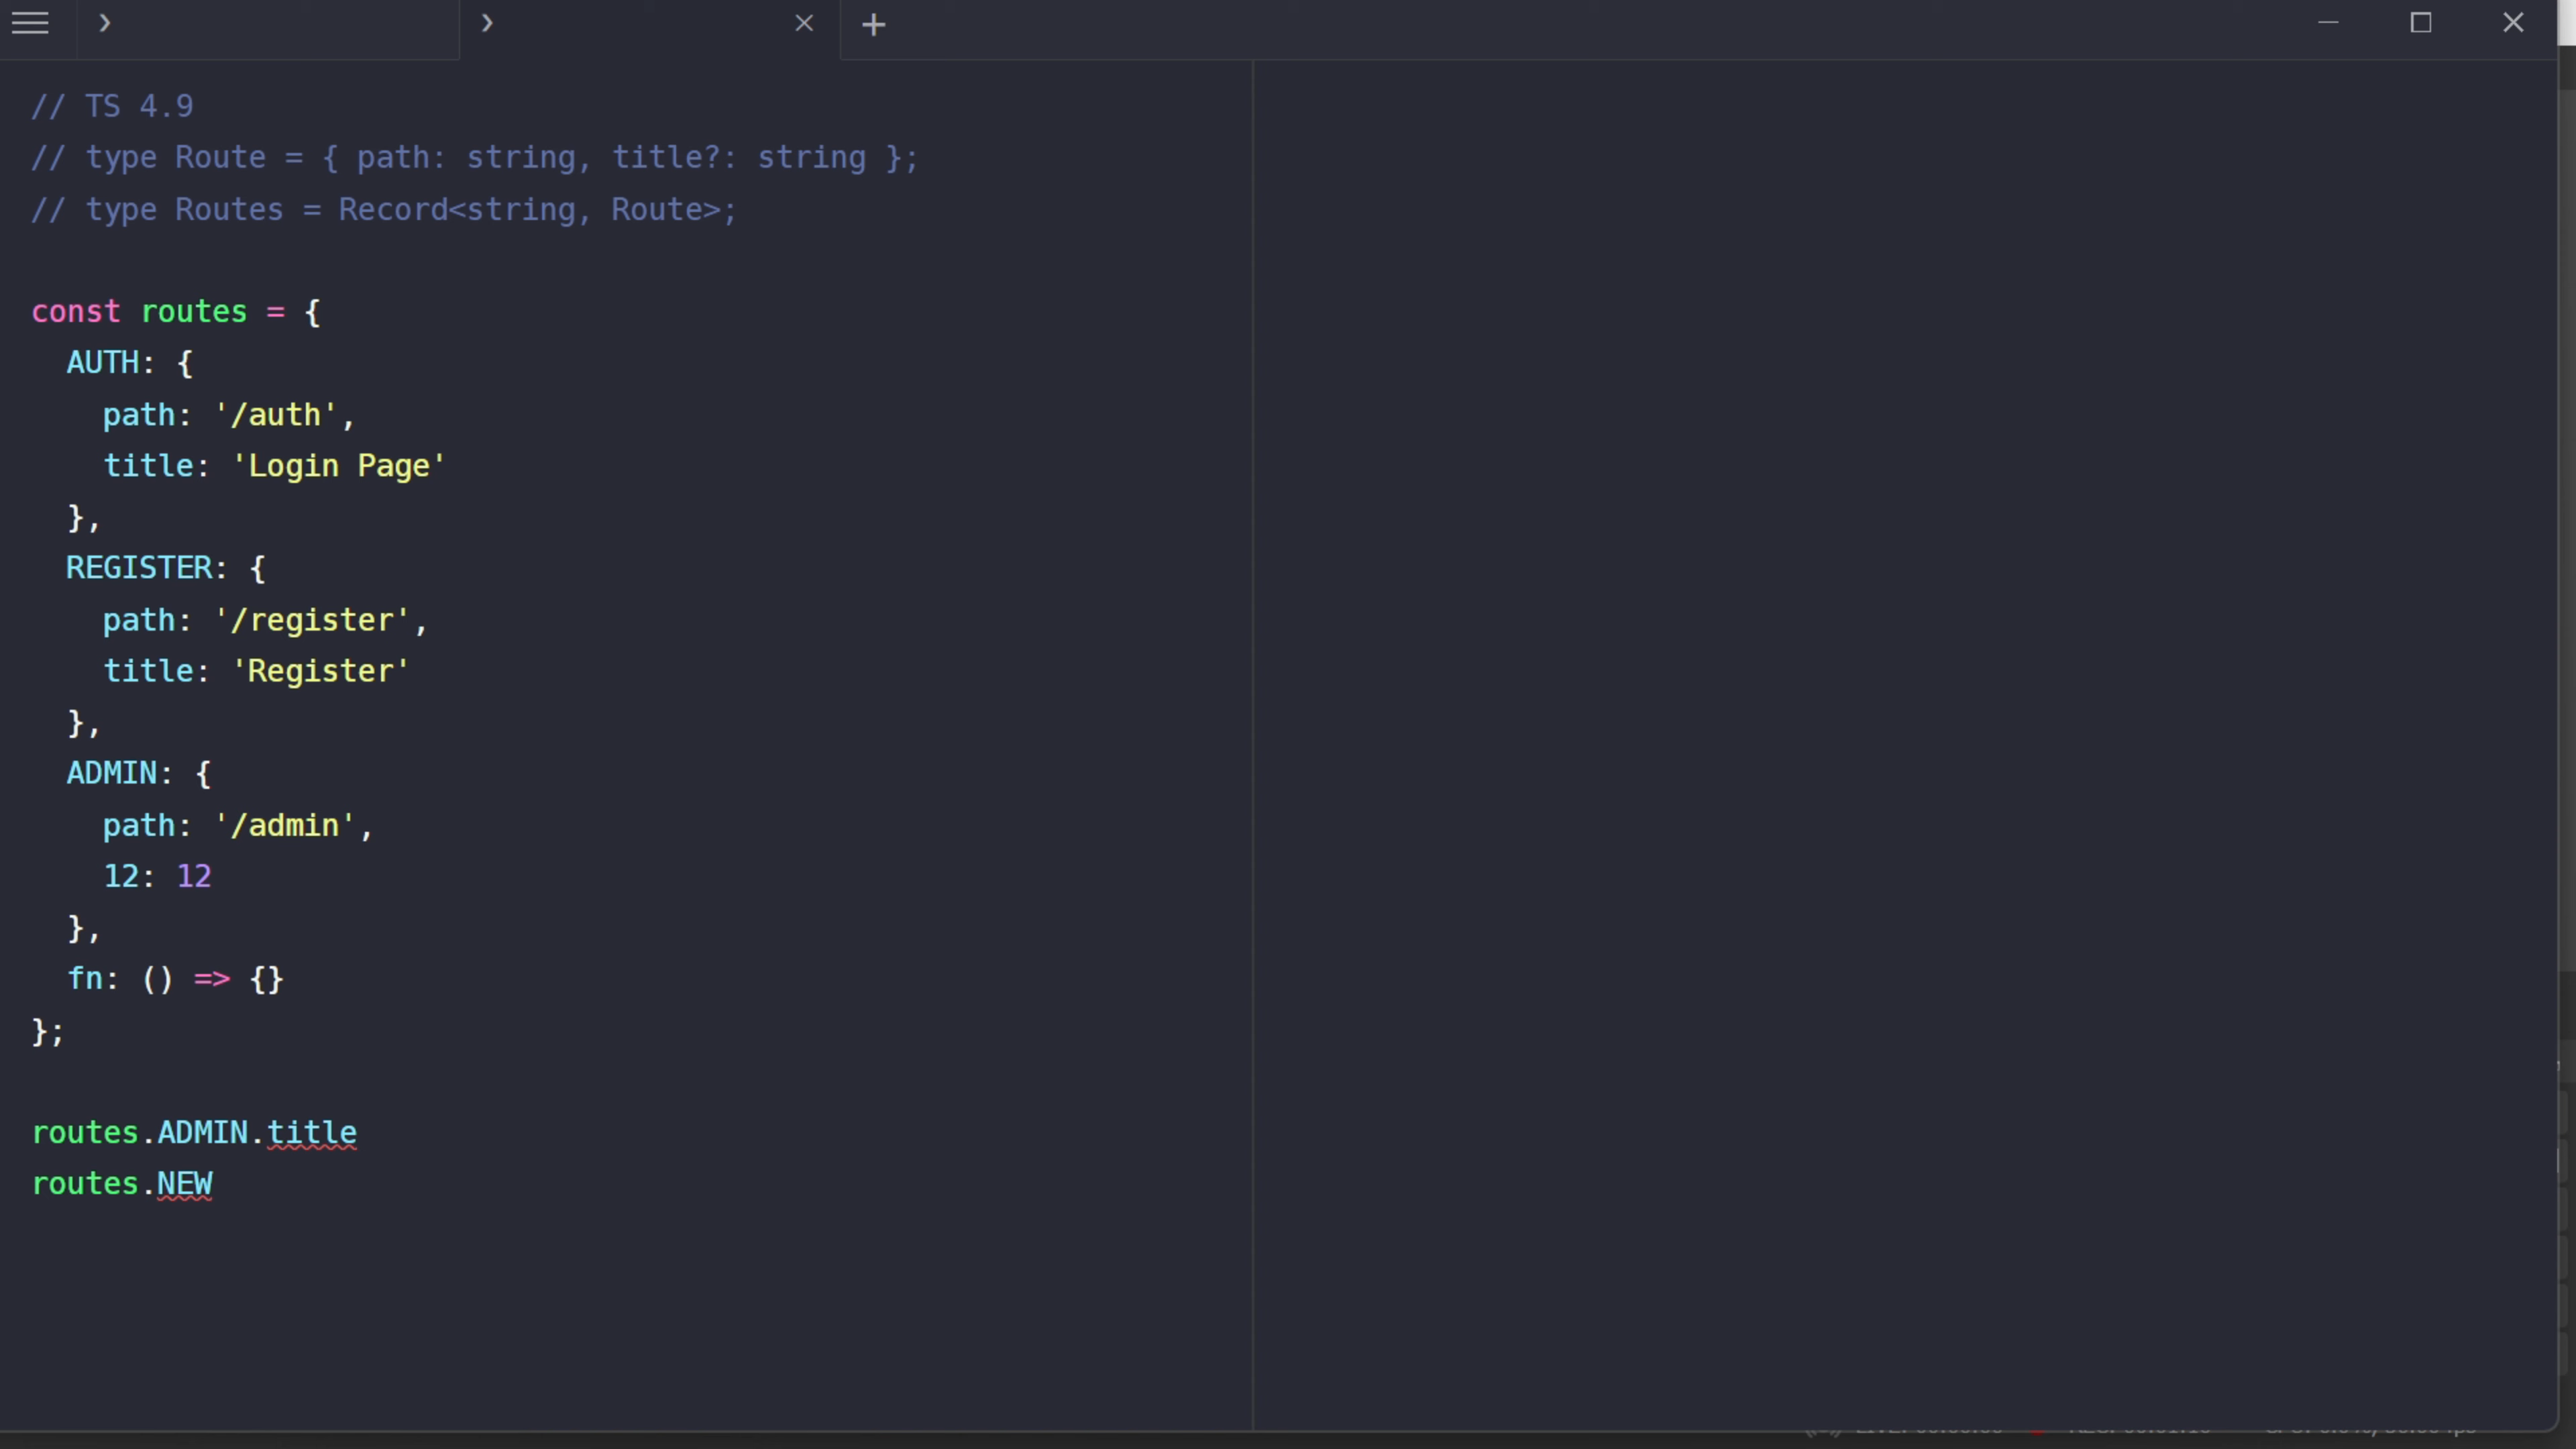 // TS 4.9
// type Route = { path: string, title?: string };
// type Routes = Record<string, Route>;
const routes = {
  AUTH: {
    path: '/auth',
    title: 'Login Page'
  },
  REGISTER: {
    path: '/register',
    title: 'Register'
  },
  ADMIN: {
    path: '/admin',
    12: 12
  },
  fn: () => {}
};
routes.ADMIN.title
routes.NEW